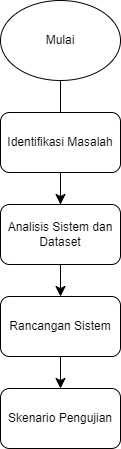 Mulai
Identifikasi Masalah
Analisis Sistem dan
Dataset
Rancangan Sistem
Skenario Pengujian